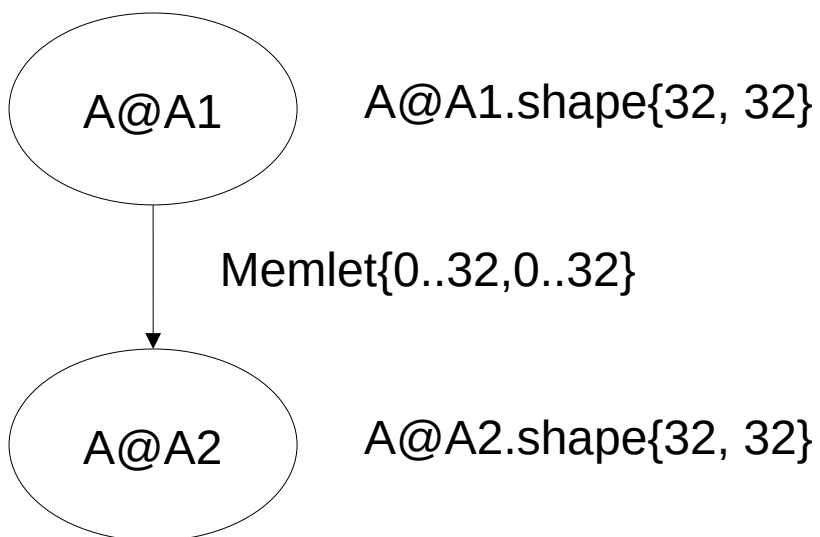 A@A1
A@A1.shape{32, 32}
Memlet{0..32,0..32}
A@A2
A@A2.shape{32, 32}